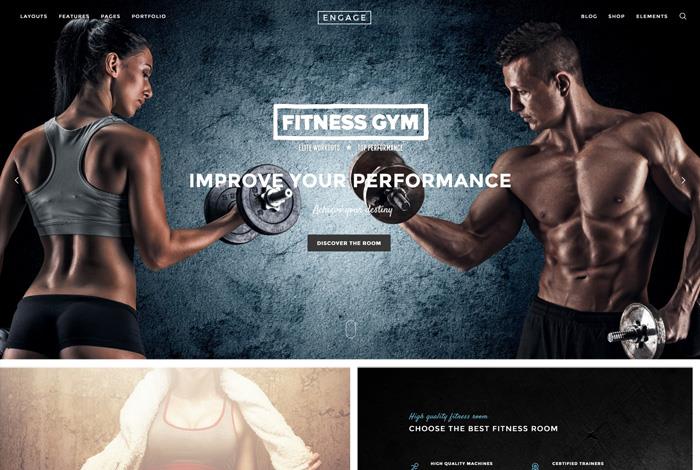 LAYOUTS FEATURES PAGES PORTFOLIO
ENGAGE
BLOG SHOP ELEMENTS
FITNESS GYM
ELITE WORKOUTS ★ TOP PERFORMANCE
IMPROVE YOUR PERFORMANCE
Achieve your destiny
DISCOVER THE ROOM
High quality fitness room
CHOOSE THE BEST FITNESS ROOM
HIGH QUALITY MACHINES
CERTIFIED TRAINERS